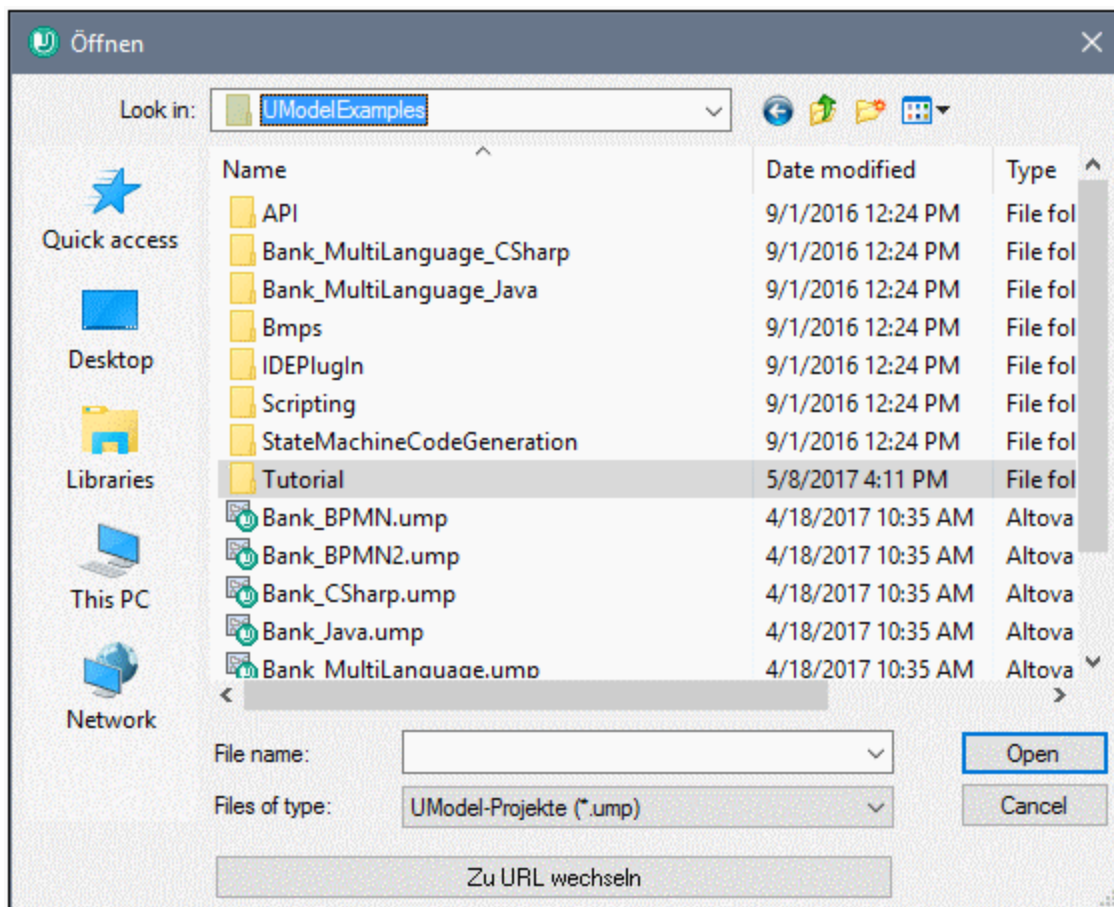 Öffnen
Look in: UModelExamples
Name Date modified Type
API 9/1/2016 12:24 PM File fol
Bank_MultiLanguage_CSharp 9/1/2016 12:24 PM File fol
Bank_MultiLanguage_Java 9/1/2016 12:24 PM File fol
Bmps 9/1/2016 12:24 PM File fol
IDEPlugIn 9/1/2016 12:24 PM File fol
Scripting 9/1/2016 12:24 PM File fol
StateMachineCodeGeneration 9/1/2016 12:24 PM File fol
Tutorial 5/8/2017 4:11 PM File fol
Bank_BPMN.ump 4/18/2017 10:35 AM Altova
Bank_BPMN2.ump 4/18/2017 10:35 AM Altova
Bank_CSharp.ump 4/18/2017 10:35 AM Altova
Bank_Java.ump 4/18/2017 10:35 AM Altova
Bank_MultiLanguage.ump 4/18/2017 10:35 AM Altova
Quick access
Desktop
Libraries
This PC
Network
File name: Open
Files of type: UModel-Projekte (*.ump) Cancel
Zu URL wechseln